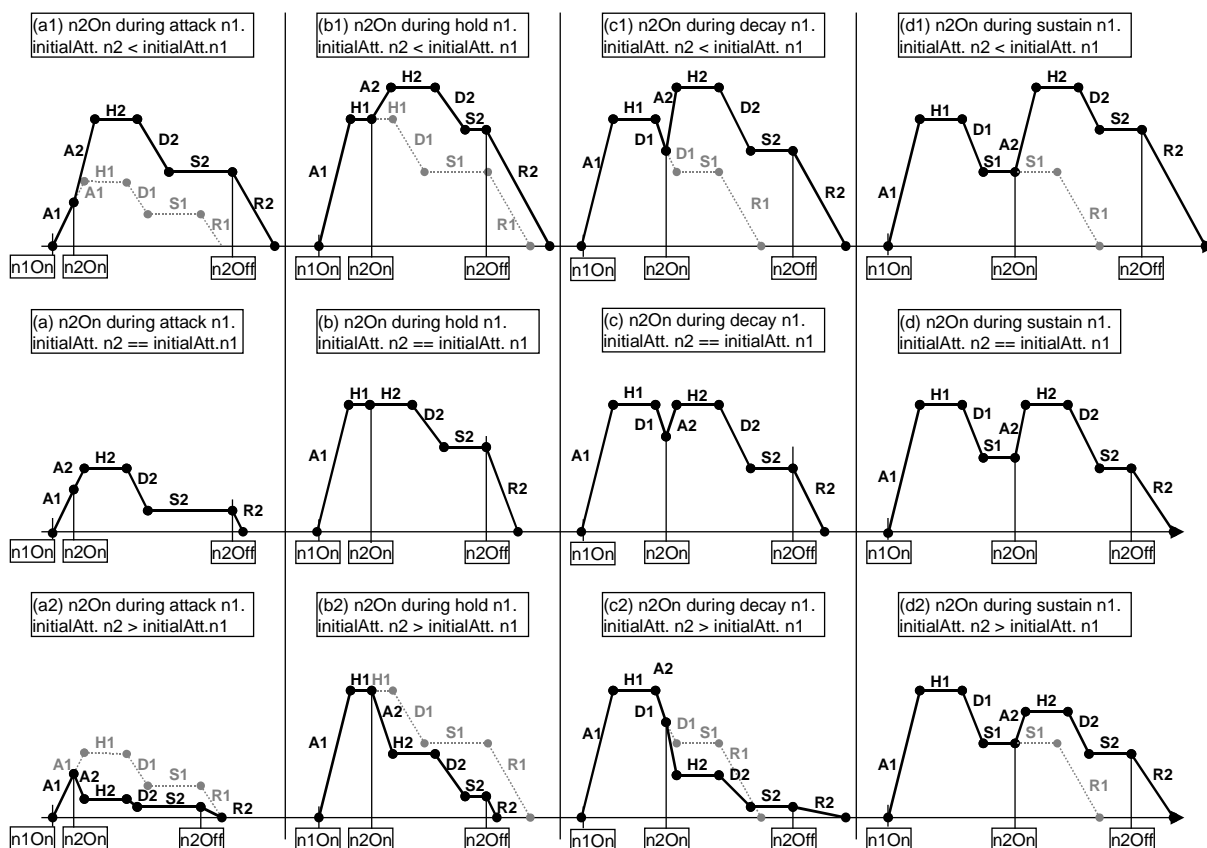 (a1) n2On during attack n1.
initialAtt. n2 < initialAtt.n1
(b1) n2On during hold n1.
initialAtt. n2 < initialAtt. n1
(c1) n2On during decay n1.
initialAtt. n2 < initialAtt. n1
(d1) n2On during sustain n1.
initialAtt. n2 < initialAtt. n1
A1 A2 H2 D2 S2 R2
A1 H1 D1 S1 R1
n1On n2On n2Off
A1 H1 A2 H2 D2 S2 R2
H1 D1 S1 R1
n1On n2On n2Off
A1 H1 D1 A2 H2 D2 S2 R2
D1 S1 R1
n1On n2On n2Off
A1 H1 D1 S1 A2 H2 D2 S2 R2
S1 R1
n1On n2On n2Off
(a) n2On during attack n1.
initialAtt. n2 == initialAtt.n1
(b) n2On during hold n1.
initialAtt. n2 == initialAtt. n1
(c) n2On during decay n1.
initialAtt. n2 == initialAtt. n1
(d) n2On during sustain n1.
initialAtt. n2 == initialAtt. n1
A1 A2 H2 D2 S2 R2
n1On n2On n2Off
A1 H1 H2 D2 S2 R2
n1On n2On n2Off
A1 H1 D1 A2 H2 D2 S2 R2
n1On n2On n2Off
A1 H1 D1 S1 A2 H2 D2 S2 R2
n1On n2On n2Off
(a2) n2On during attack n1.
initialAtt. n2 > initialAtt.n1
(b2) n2On during hold n1.
initialAtt. n2 > initialAtt. n1
(c2) n2On during decay n1.
initialAtt. n2 > initialAtt. n1
(d2) n2On during sustain n1.
initialAtt. n2 > initialAtt. n1
A1 A2 H2 D2 S2 R2
A1 H1 D1 S1 R1
n1On n2On n2Off
A1 H1 A2 H2 D2 S2 R2
H1 D1 S1 R1
n1On n2On n2Off
A1 H1 D1 A2 H2 D2 S2 R2
D1 S1 R1
n1On n2On n2Off
A1 H1 D1 S1 A2 H2 D2 S2 R2
S1 R1
n1On n2On n2Off